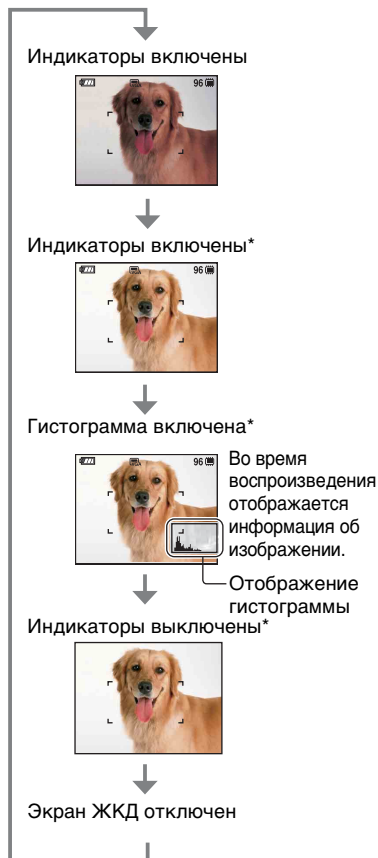 Индикаторы включены
96
Индикаторы включены*
96
Гистограмма включена*
96
Во время
воспроизведения
отображается
информация об
изображении.
Отображение
гистограммы
Индикаторы выключены*
Экран ЖКД отключен